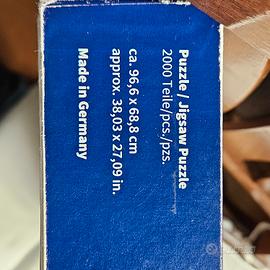 Puzzle / Jigsaw Puzzle
2000 Teile/pcs./pzs.
ca. 96,6 x 68,8 cm
approx. 38,03 x 27,09 in.
Made in Germany